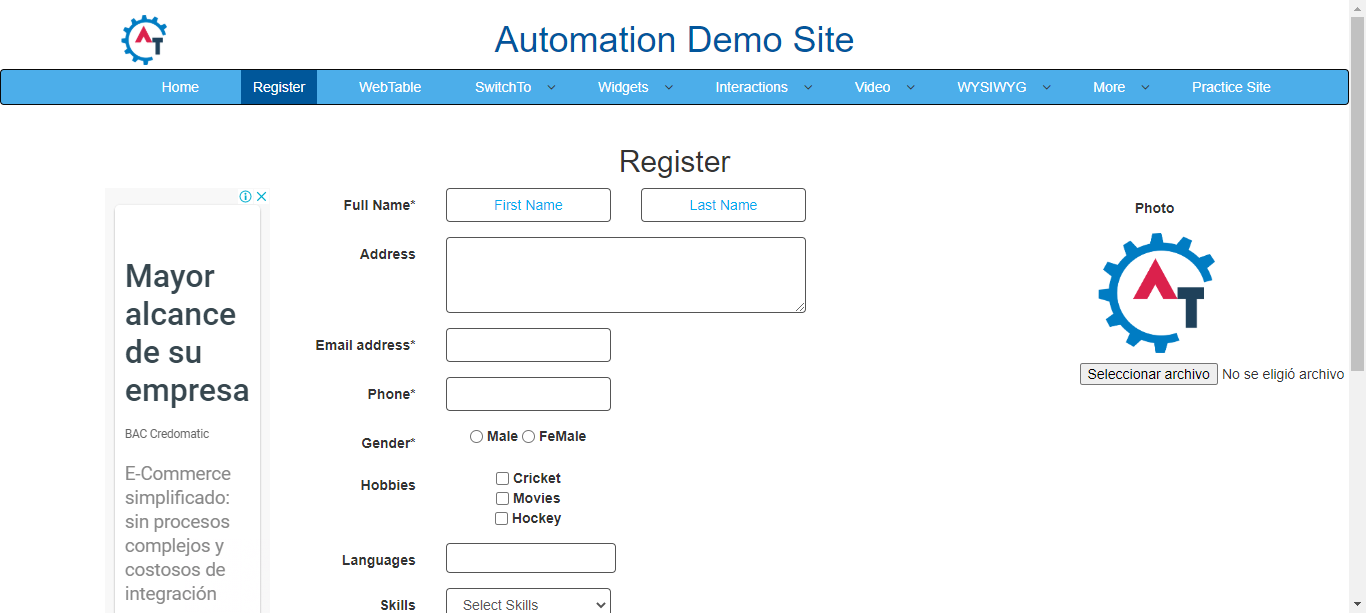 AT
Automation Demo Site
Home Register WebTable SwitchTo Widgets Interactions Video WYSIWYG More Practice Site
Register
Mayor
alcance
de su
empresa
BAC Credomatic
E-Commerce
simplificado:
sin procesos
complejos y
costosos de
integración
Full Name* First Name Last Name
Address
Email address*
Phone*
Gender* Male FeMale
Hobbies Cricket
Movies
Hockey
Languages
Skills Select Skills
Photo
AT
Seleccionar archivo No se eligió archivo